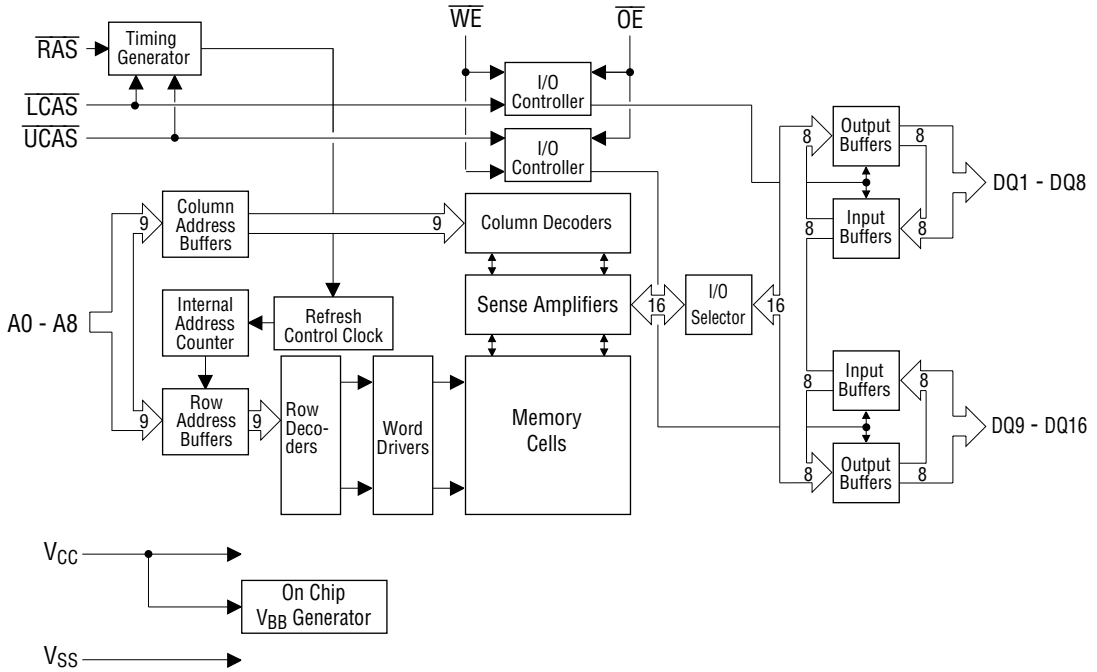 WE
OE
RAS
Timing
Generator
LCAS
UCAS
I/O
Controller
I/O
Controller
Output
Buffers
8
8
DQ1 - DQ8
Input
Buffers
8
8
Column
Address
Buffers
9
9
Column Decoders
A0 - A8
Internal
Address
Counter
Refresh
Control Clock
Sense Amplifiers
16
I/O
Selector
16
Row
Address
Buffers
9
9
Row
Deco-
ders
Word
Drivers
Memory
Cells
Input
Buffers
8
8
DQ9 - DQ16
Output
Buffers
8
8
VCC
On Chip
VBB Generator
VSS